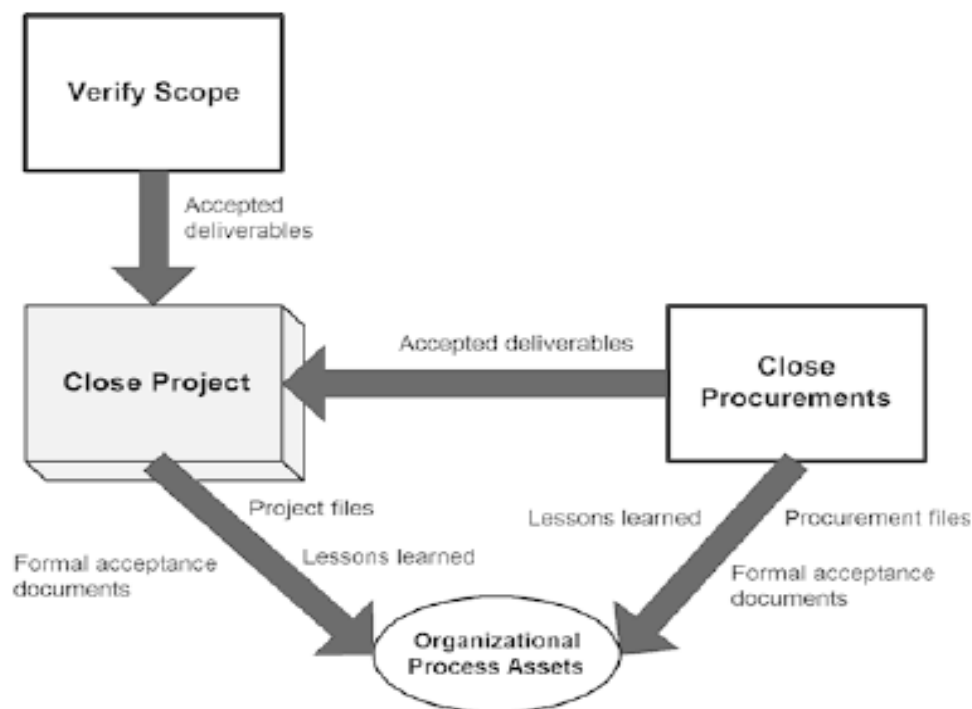 Verify Scope
Accepted
deliverables
Accepted deliverables
Close Project
Close
Procurements
Project files
Lessons learned
Formal acceptance
documents
Lessons learned
Procurement files
Formal acceptance
documents
Organizational
Process Assets